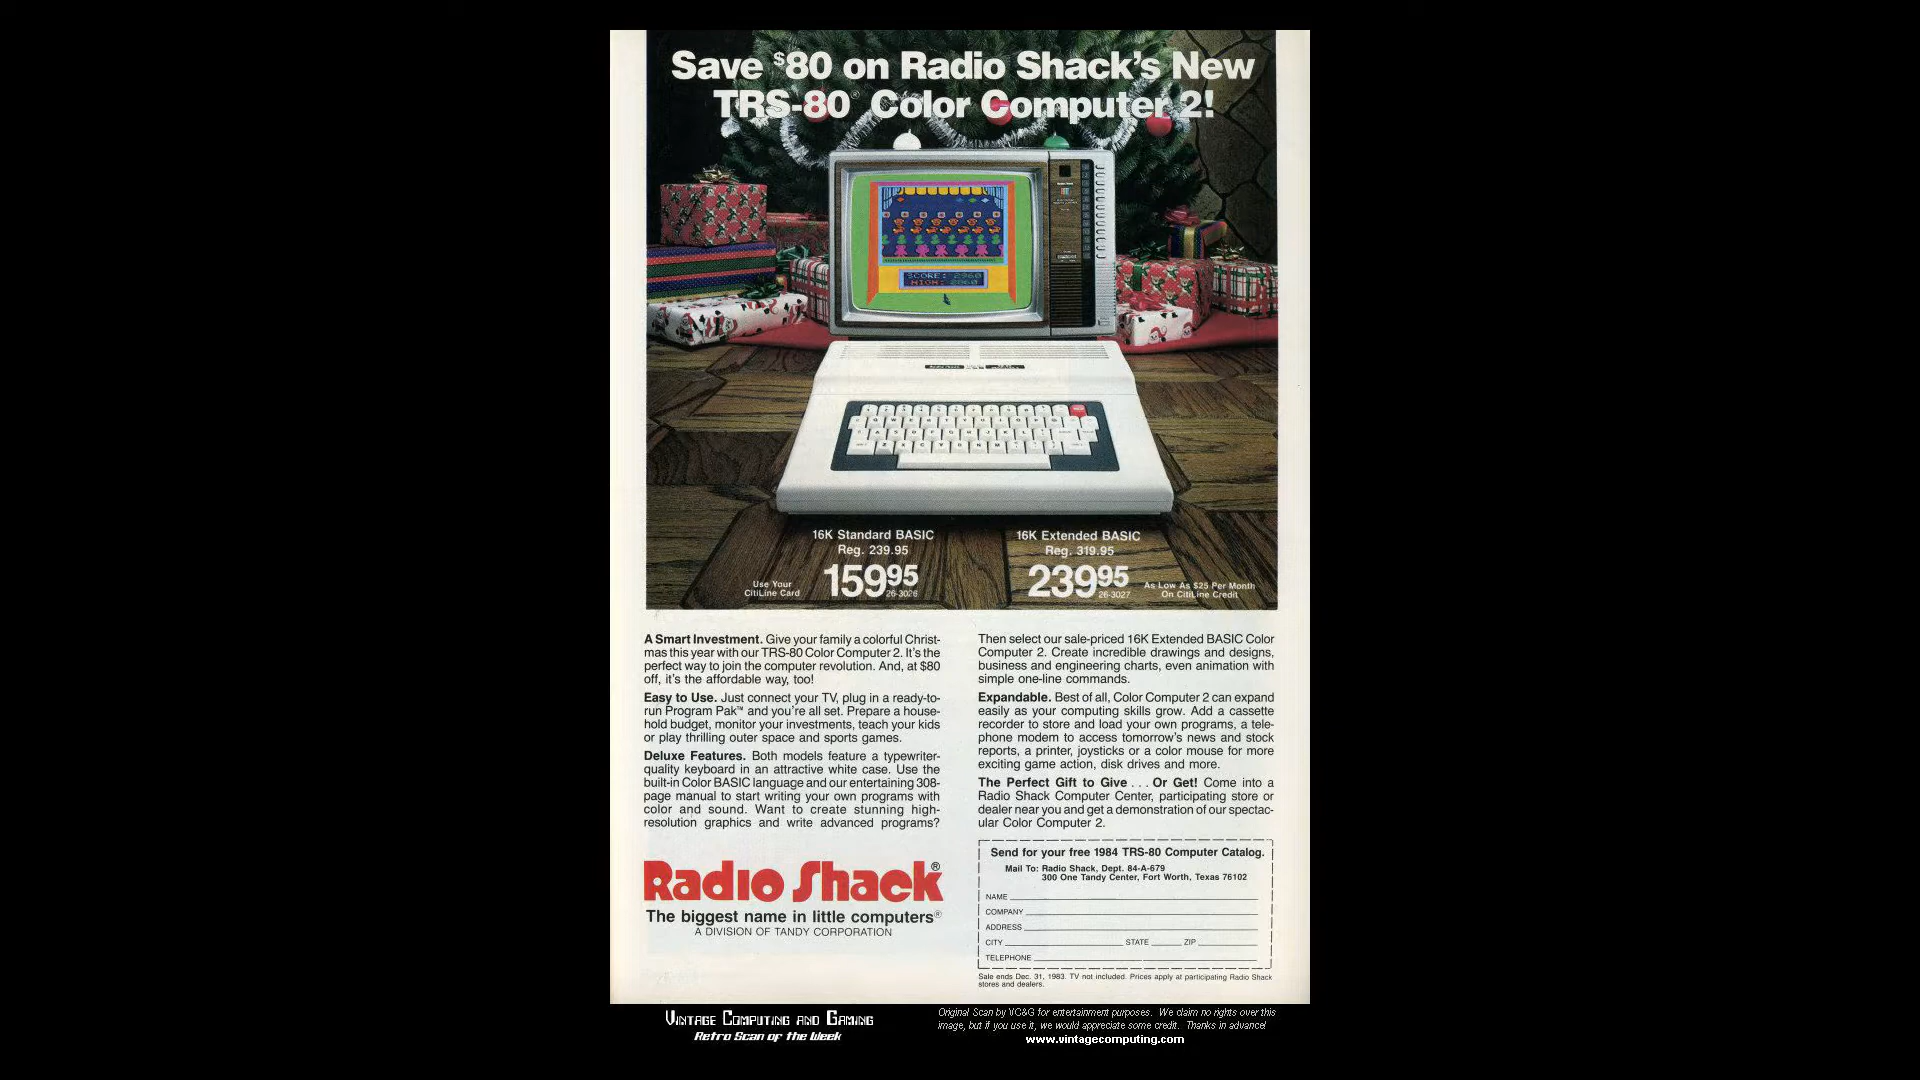 Save $80 on Radio Shack's New
TRS-80® Color Computer 2!
SCORE: 2960
HIGH: 2960
16K Standard BASIC
Reg. 239.95
15995
26-3026
Use Your
CitiLine Card
16K Extended BASIC
Reg. 319.95
23995
26-3027
As Low As $25 Per Month
On CitiLine Credit
A Smart Investment. Give your family a colorful Christ-
mas this year with our TRS-80 Color Computer 2. It's the
perfect way to join the computer revolution. And, at $80
off, it's the affordable way, too!
Easy to Use. Just connect your TV, plug in a ready-to-
run Program Pak™ and you're all set. Prepare a house-
hold budget, monitor your investments, teach your kids
or play thrilling outer space and sports games.
Deluxe Features. Both models feature a typewriter-
quality keyboard in an attractive white case. Use the
built-in Color BASIC language and our entertaining 308-
page manual to start writing your own programs with
color and sound. Want to create stunning high-
resolution graphics and write advanced programs?
Then select our sale-priced 16K Extended BASIC Color
Computer 2. Create incredible drawings and designs,
business and engineering charts, even animation with
simple one-line commands.
Expandable. Best of all, Color Computer 2 can expand
easily as your computing skills grow. Add a cassette
recorder to store and load your own programs, a tele-
phone modem to access tomorrow's news and stock
reports, a printer, joysticks or a color mouse for more
exciting game action, disk drives and more.
The Perfect Gift to Give . . . Or Get! Come into a
Radio Shack Computer Center, participating store or
dealer near you and get a demonstration of our spectac-
ular Color Computer 2.
Radio Shack®
The biggest name in little computers®
A DIVISION OF TANDY CORPORATION
Send for your free 1984 TRS-80 Computer Catalog.
Mail To: Radio Shack, Dept. 84-A-679
300 One Tandy Center, Fort Worth, Texas 76102
NAME
COMPANY
ADDRESS
CITY STATE ZIP
TELEPHONE
Sale ends Dec. 31, 1983. TV not included. Prices apply at participating Radio Shack
stores and dealers.
Vintage Computing and Gaming
Retro Scan of the Week
Original Scan by VC&G for entertainment purposes. We claim no rights over this
image, but if you use it, we would appreciate some credit. Thanks in advance!
www.vintagecomputing.com